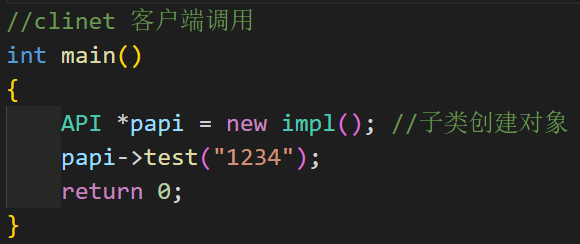 //clinet 客户端调用
int main()
{
    API *papi = new impl(); //子类创建对象
    papi->test("1234");
    return 0;
}